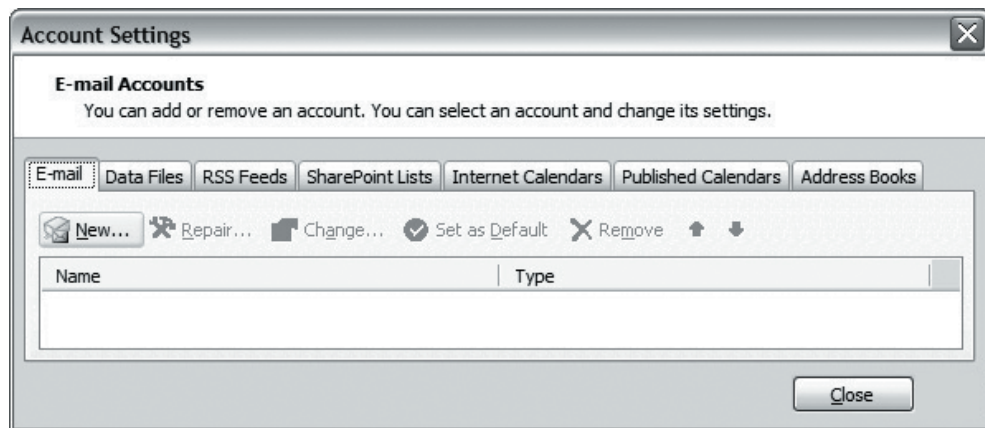 Account Settings
E-mail Accounts
You can add or remove an account. You can select an account and change its settings.
E-mail Data Files RSS Feeds SharePoint Lists Internet Calendars Published Calendars Address Books
New... Repair... Change... Set as Default Remove
Name Type
Close